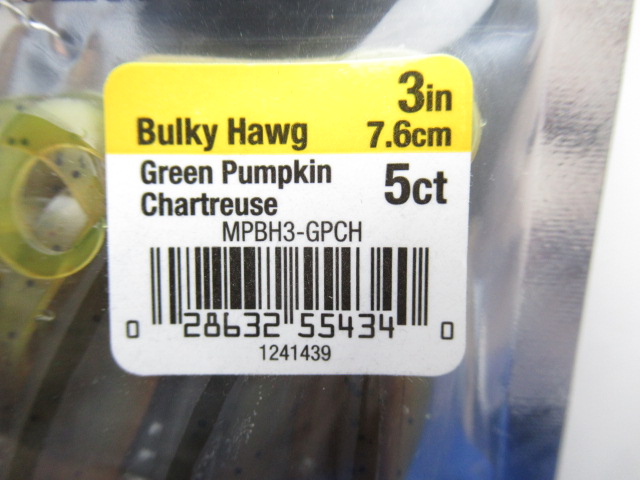 3in
Bulky Hawg 7.6cm
Green Pumpkin 5ct
Chartreuse
MPBH3-GPCH
0 28632 55434 0
1241439